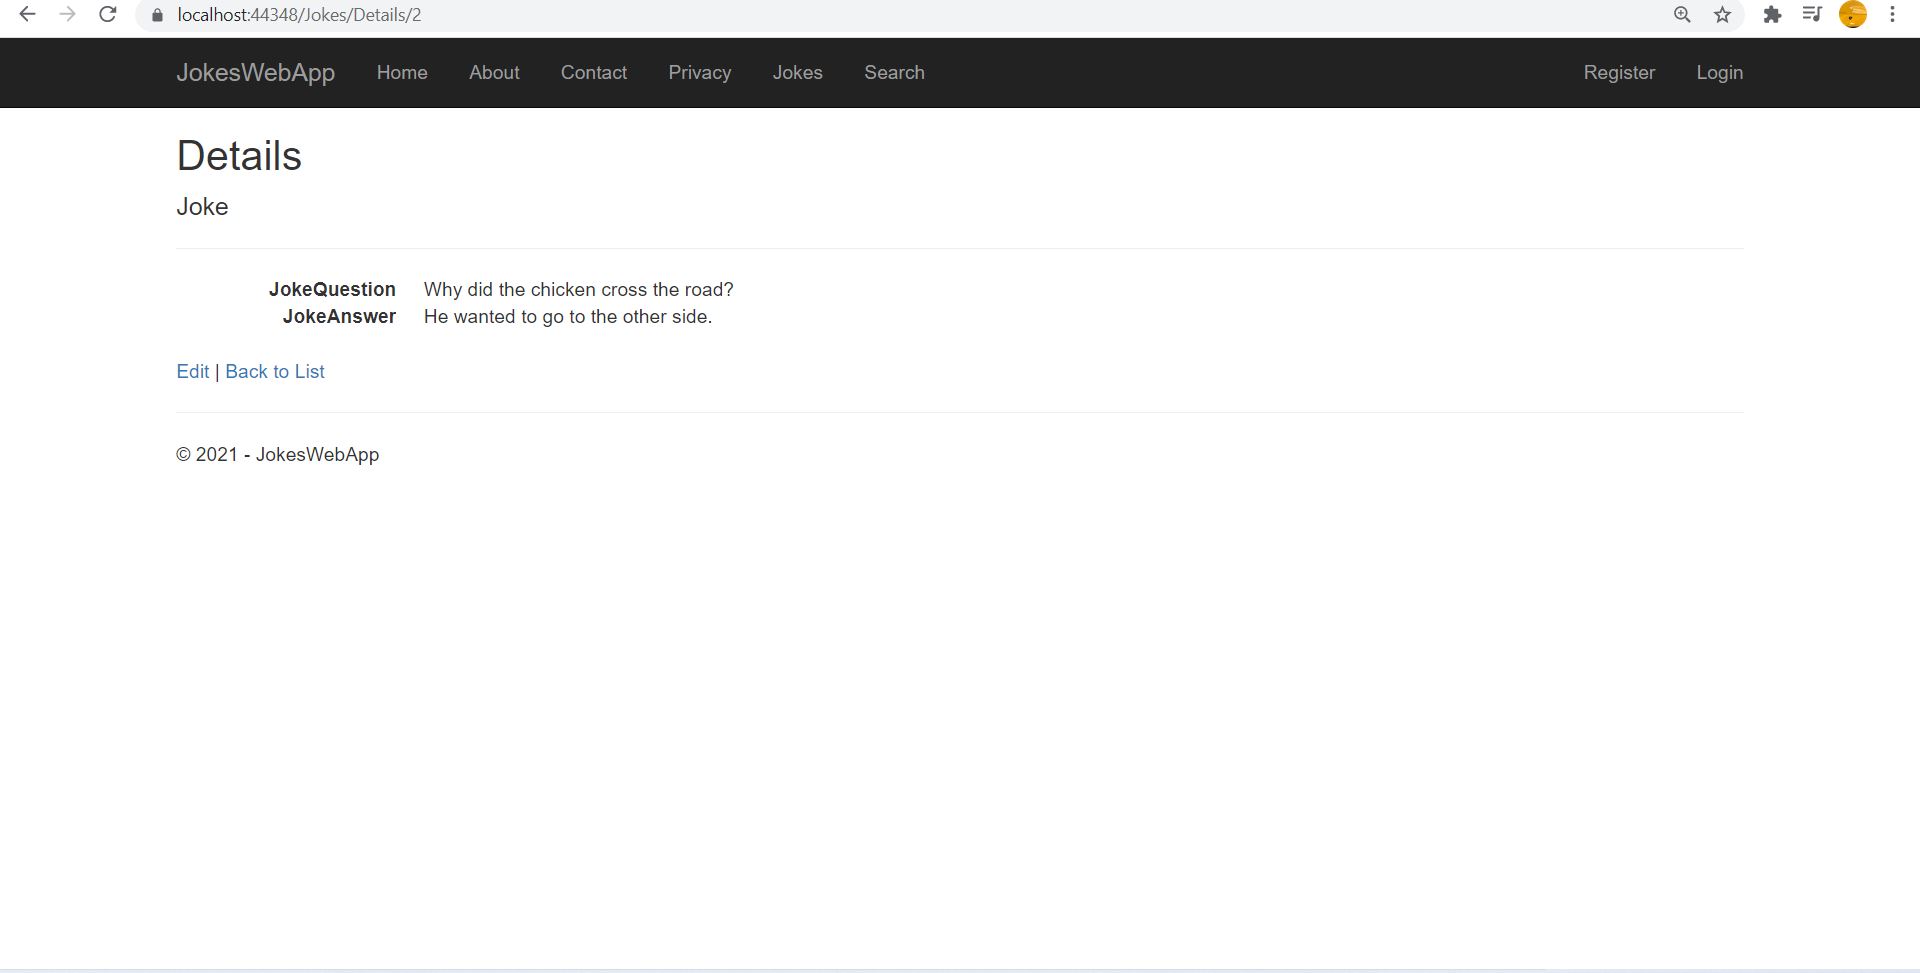 localhost:44348/Jokes/Details/2
JokesWebApp Home About Contact Privacy Jokes Search Register Login
Details
Joke
JokeQuestion Why did the chicken cross the road?
JokeAnswer He wanted to go to the other side.
Edit | Back to List
© 2021 - JokesWebApp